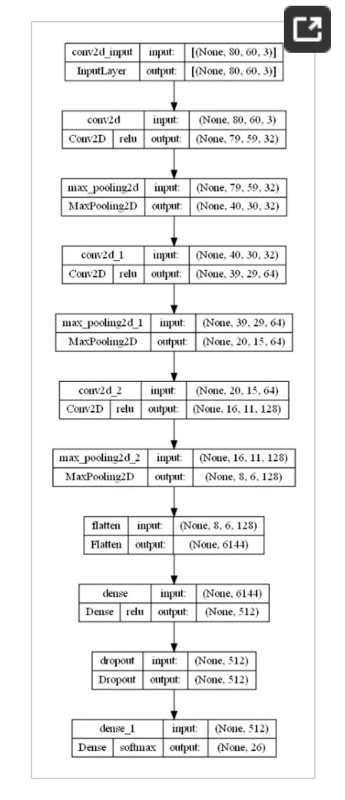 conv2d_input input: [(None, 80, 60, 3)]
InputLayer output: [(None, 80, 60, 3)]
conv2d input: (None, 80, 60, 3)
Conv2D relu output: (None, 79, 59, 32)
max_pooling2d input: (None, 79, 59, 32)
MaxPooling2D output: (None, 40, 30, 32)
conv2d_1 input: (None, 40, 30, 32)
Conv2D relu output: (None, 39, 29, 64)
max_pooling2d_1 input: (None, 39, 29, 64)
MaxPooling2D output: (None, 20, 15, 64)
conv2d_2 input: (None, 20, 15, 64)
Conv2D relu output: (None, 16, 11, 128)
max_pooling2d_2 input: (None, 16, 11, 128)
MaxPooling2D output: (None, 8, 6, 128)
flatten input: (None, 8, 6, 128)
Flatten output: (None, 6144)
dense input: (None, 6144)
Dense relu output: (None, 512)
dropout input: (None, 512)
Dropout output: (None, 512)
dense_1 input: (None, 512)
Dense softmax output: (None, 26)